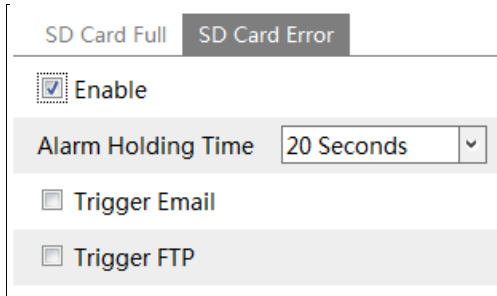 SD Card Full SD Card Error
Enable
Alarm Holding Time 20 Seconds
Trigger Email
Trigger FTP